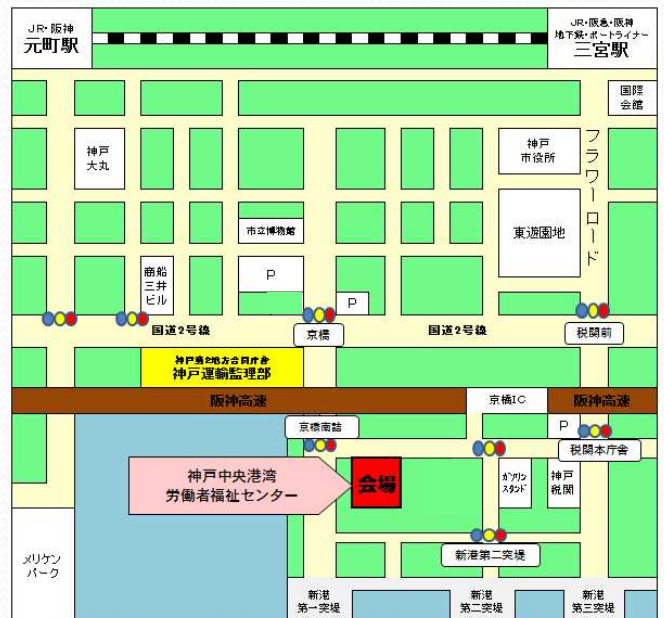 JR・阪神
元町駅
JR・阪急・阪神
地下鉄・ポートライナー
三宮駅
国際
会館
神戸
大丸
神戸
市役所
フラワーロード
市立博物館
東遊園地
商船
三井
ビル
P
P
国道2号線
京橋
国道2号線
税関前
神戸第2地方合同庁舎
神戸運輸監理部
阪神高速
京橋IC
阪神高速
京橋南詰
P
税関本庁舎
神戸中央港湾
労働者福祉センター
会場
ガソリン
スタンド
神戸
税関
新港第二突堤
メリケン
パーク
新港
第一突堤
新港
第二突堤
新港
第三突堤